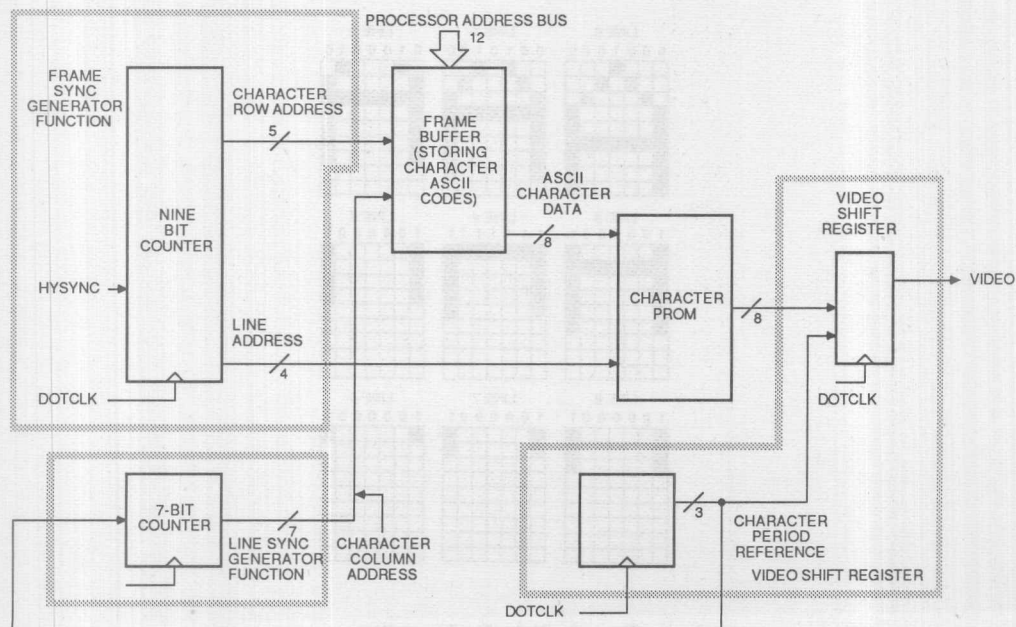 PROCESSOR ADDRESS BUS
12
FRAME
SYNC
GENERATOR
FUNCTION
CHARACTER
ROW ADDRESS
5
NINE
BIT
COUNTER
HYSYNC
LINE
ADDRESS
4
DOTCLK
FRAME
BUFFER
(STORING
CHARACTER
ASCII
CODES)
ASCII
CHARACTER
DATA
8
CHARACTER
PROM
8
VIDEO
SHIFT
REGISTER
VIDEO
DOTCLK
7-BIT
COUNTER
7
LINE SYNC
GENERATOR
FUNCTION
CHARACTER
COLUMN
ADDRESS
3
CHARACTER
PERIOD
REFERENCE
VIDEO SHIFT REGISTER
DOTCLK